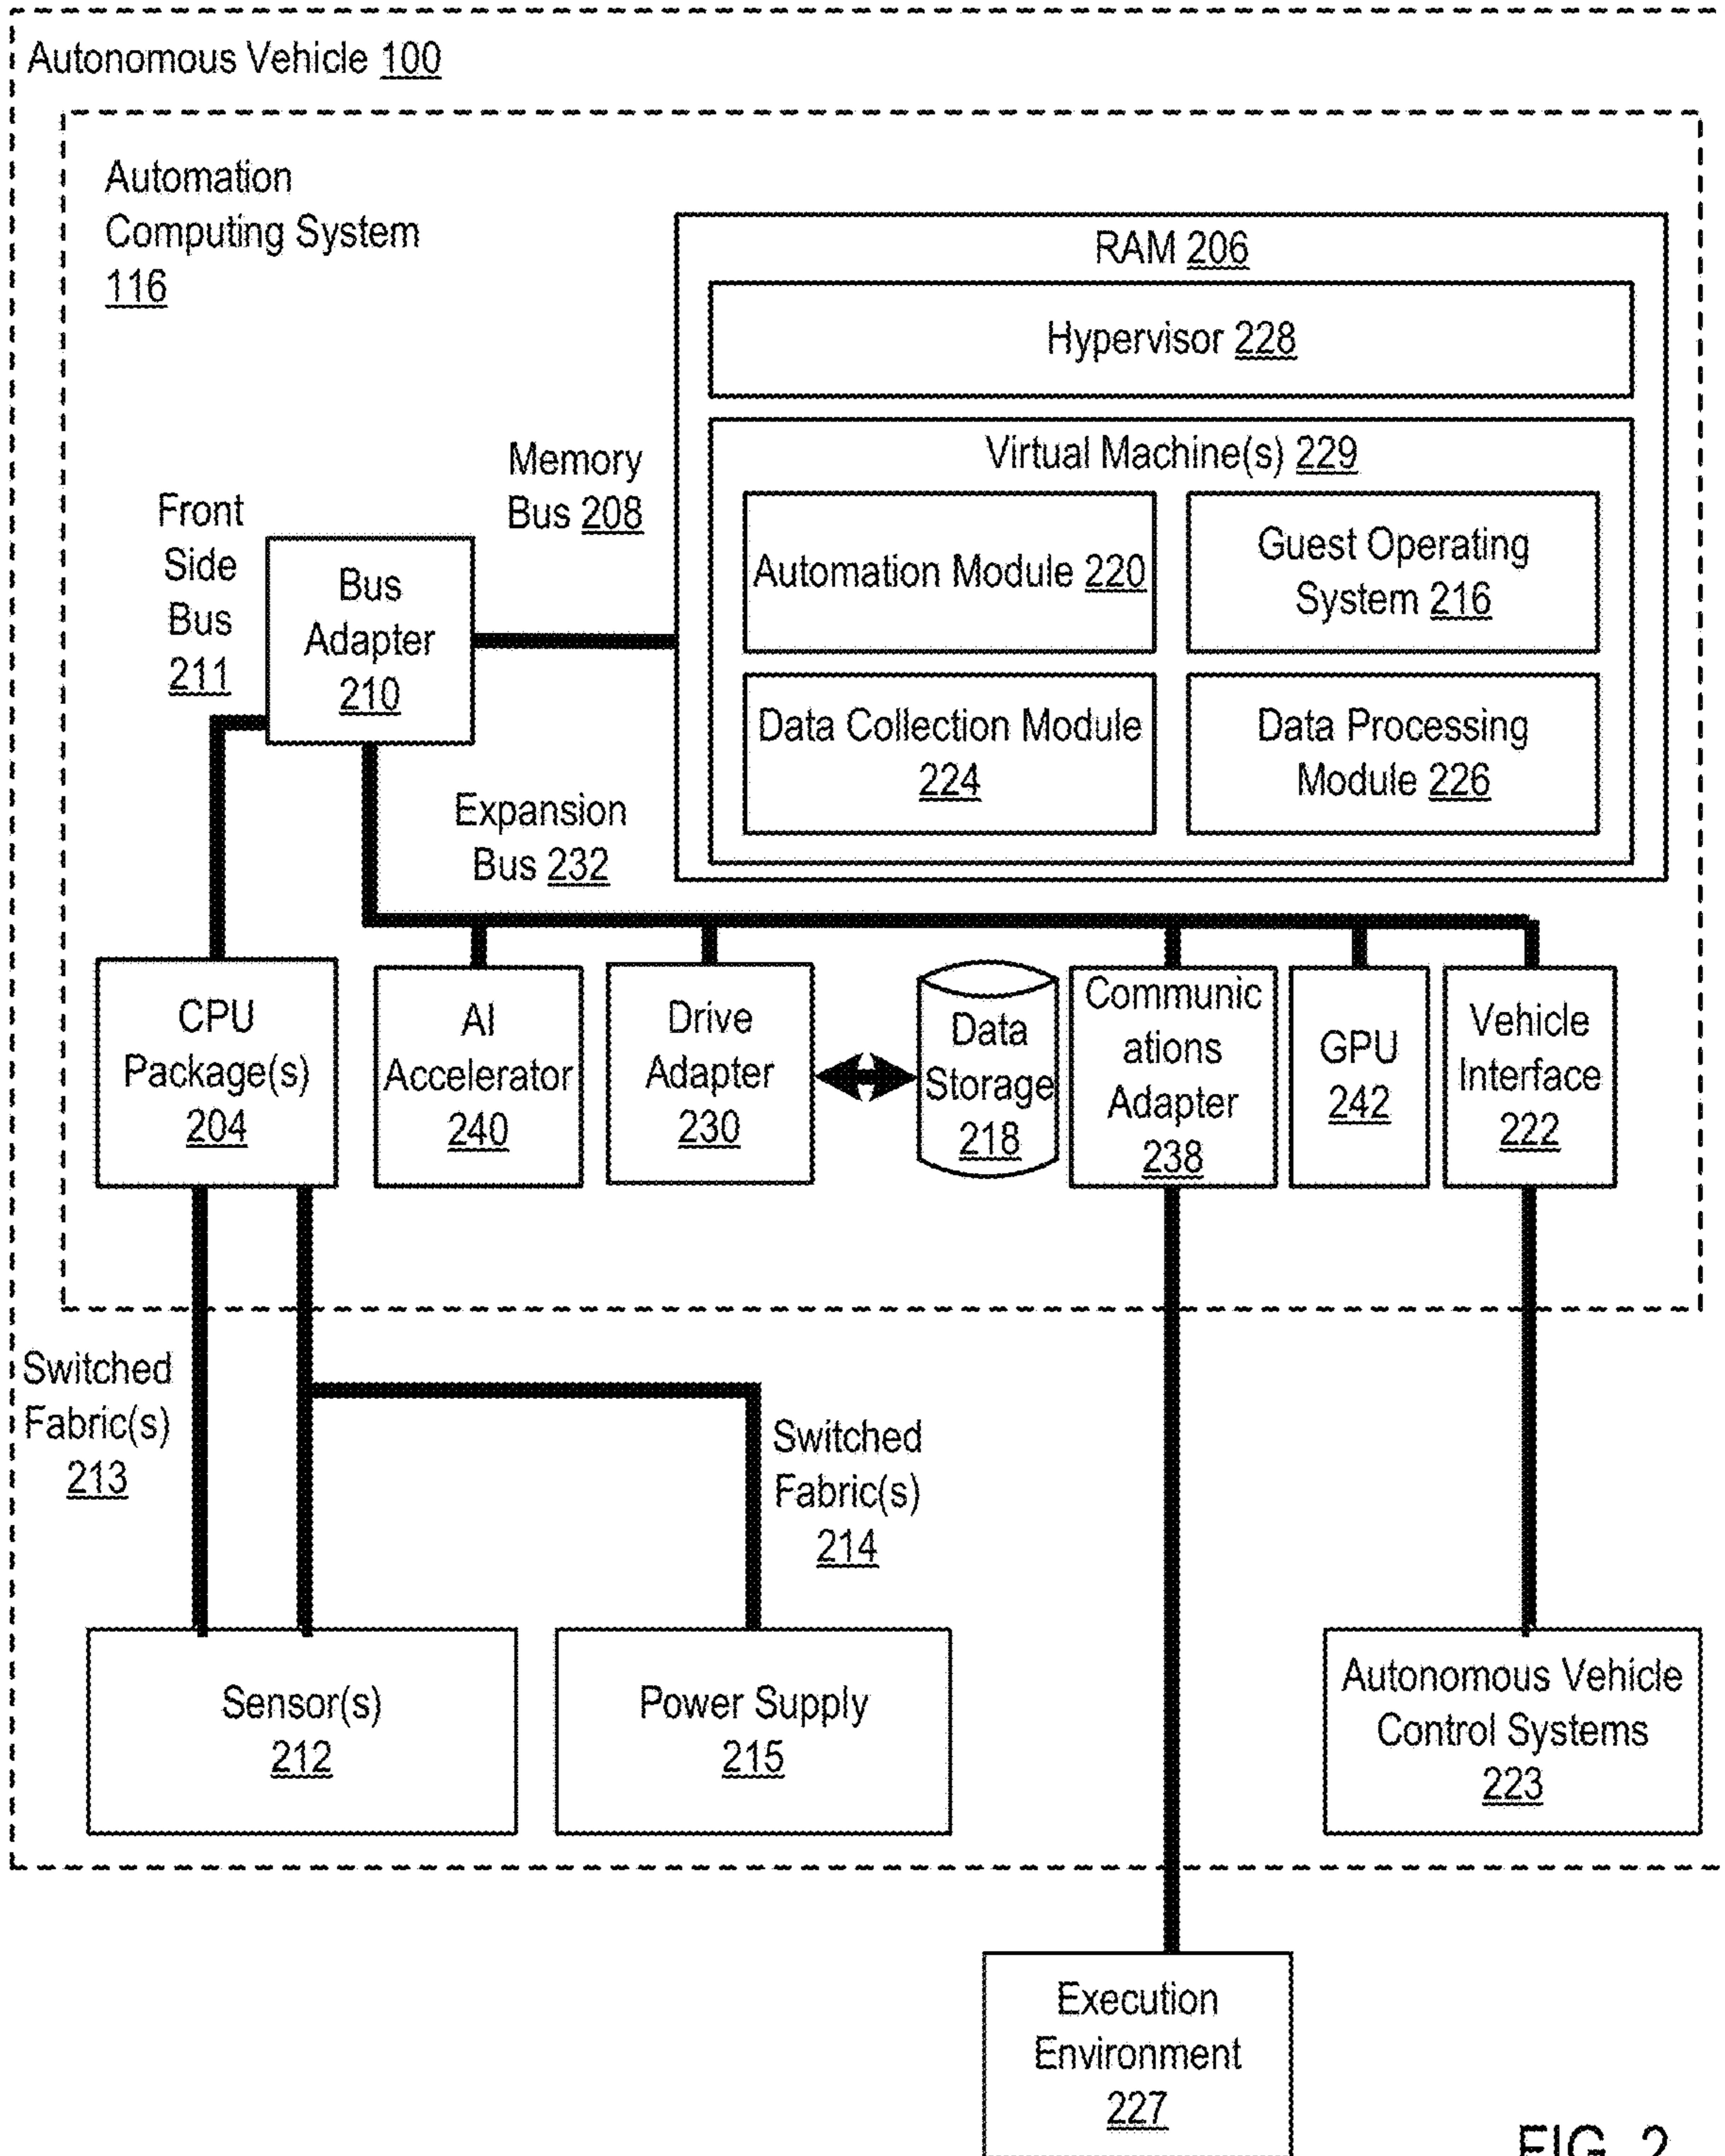 Autonomous Vehicle 100
Automation
Computing System
116
RAM 206
Hypervisor 228
Virtual Machine(s) 229
Automation Module 220
Guest Operating
System 216
Data Collection Module
224
Data Processing
Module 226
Memory
Bus 208
Front
Side
Bus
211
Bus
Adapter
210
Expansion
Bus 232
CPU
Package(s)
204
AI
Accelerator
240
Drive
Adapter
230
Data
Storage
218
Communic
ations
Adapter
238
GPU
242
Vehicle
Interface
222
Switched
Fabric(s)
213
Switched
Fabric(s)
214
Sensor(s)
212
Power Supply
215
Autonomous Vehicle
Control Systems
223
Execution
Environment
227
FIG. 2